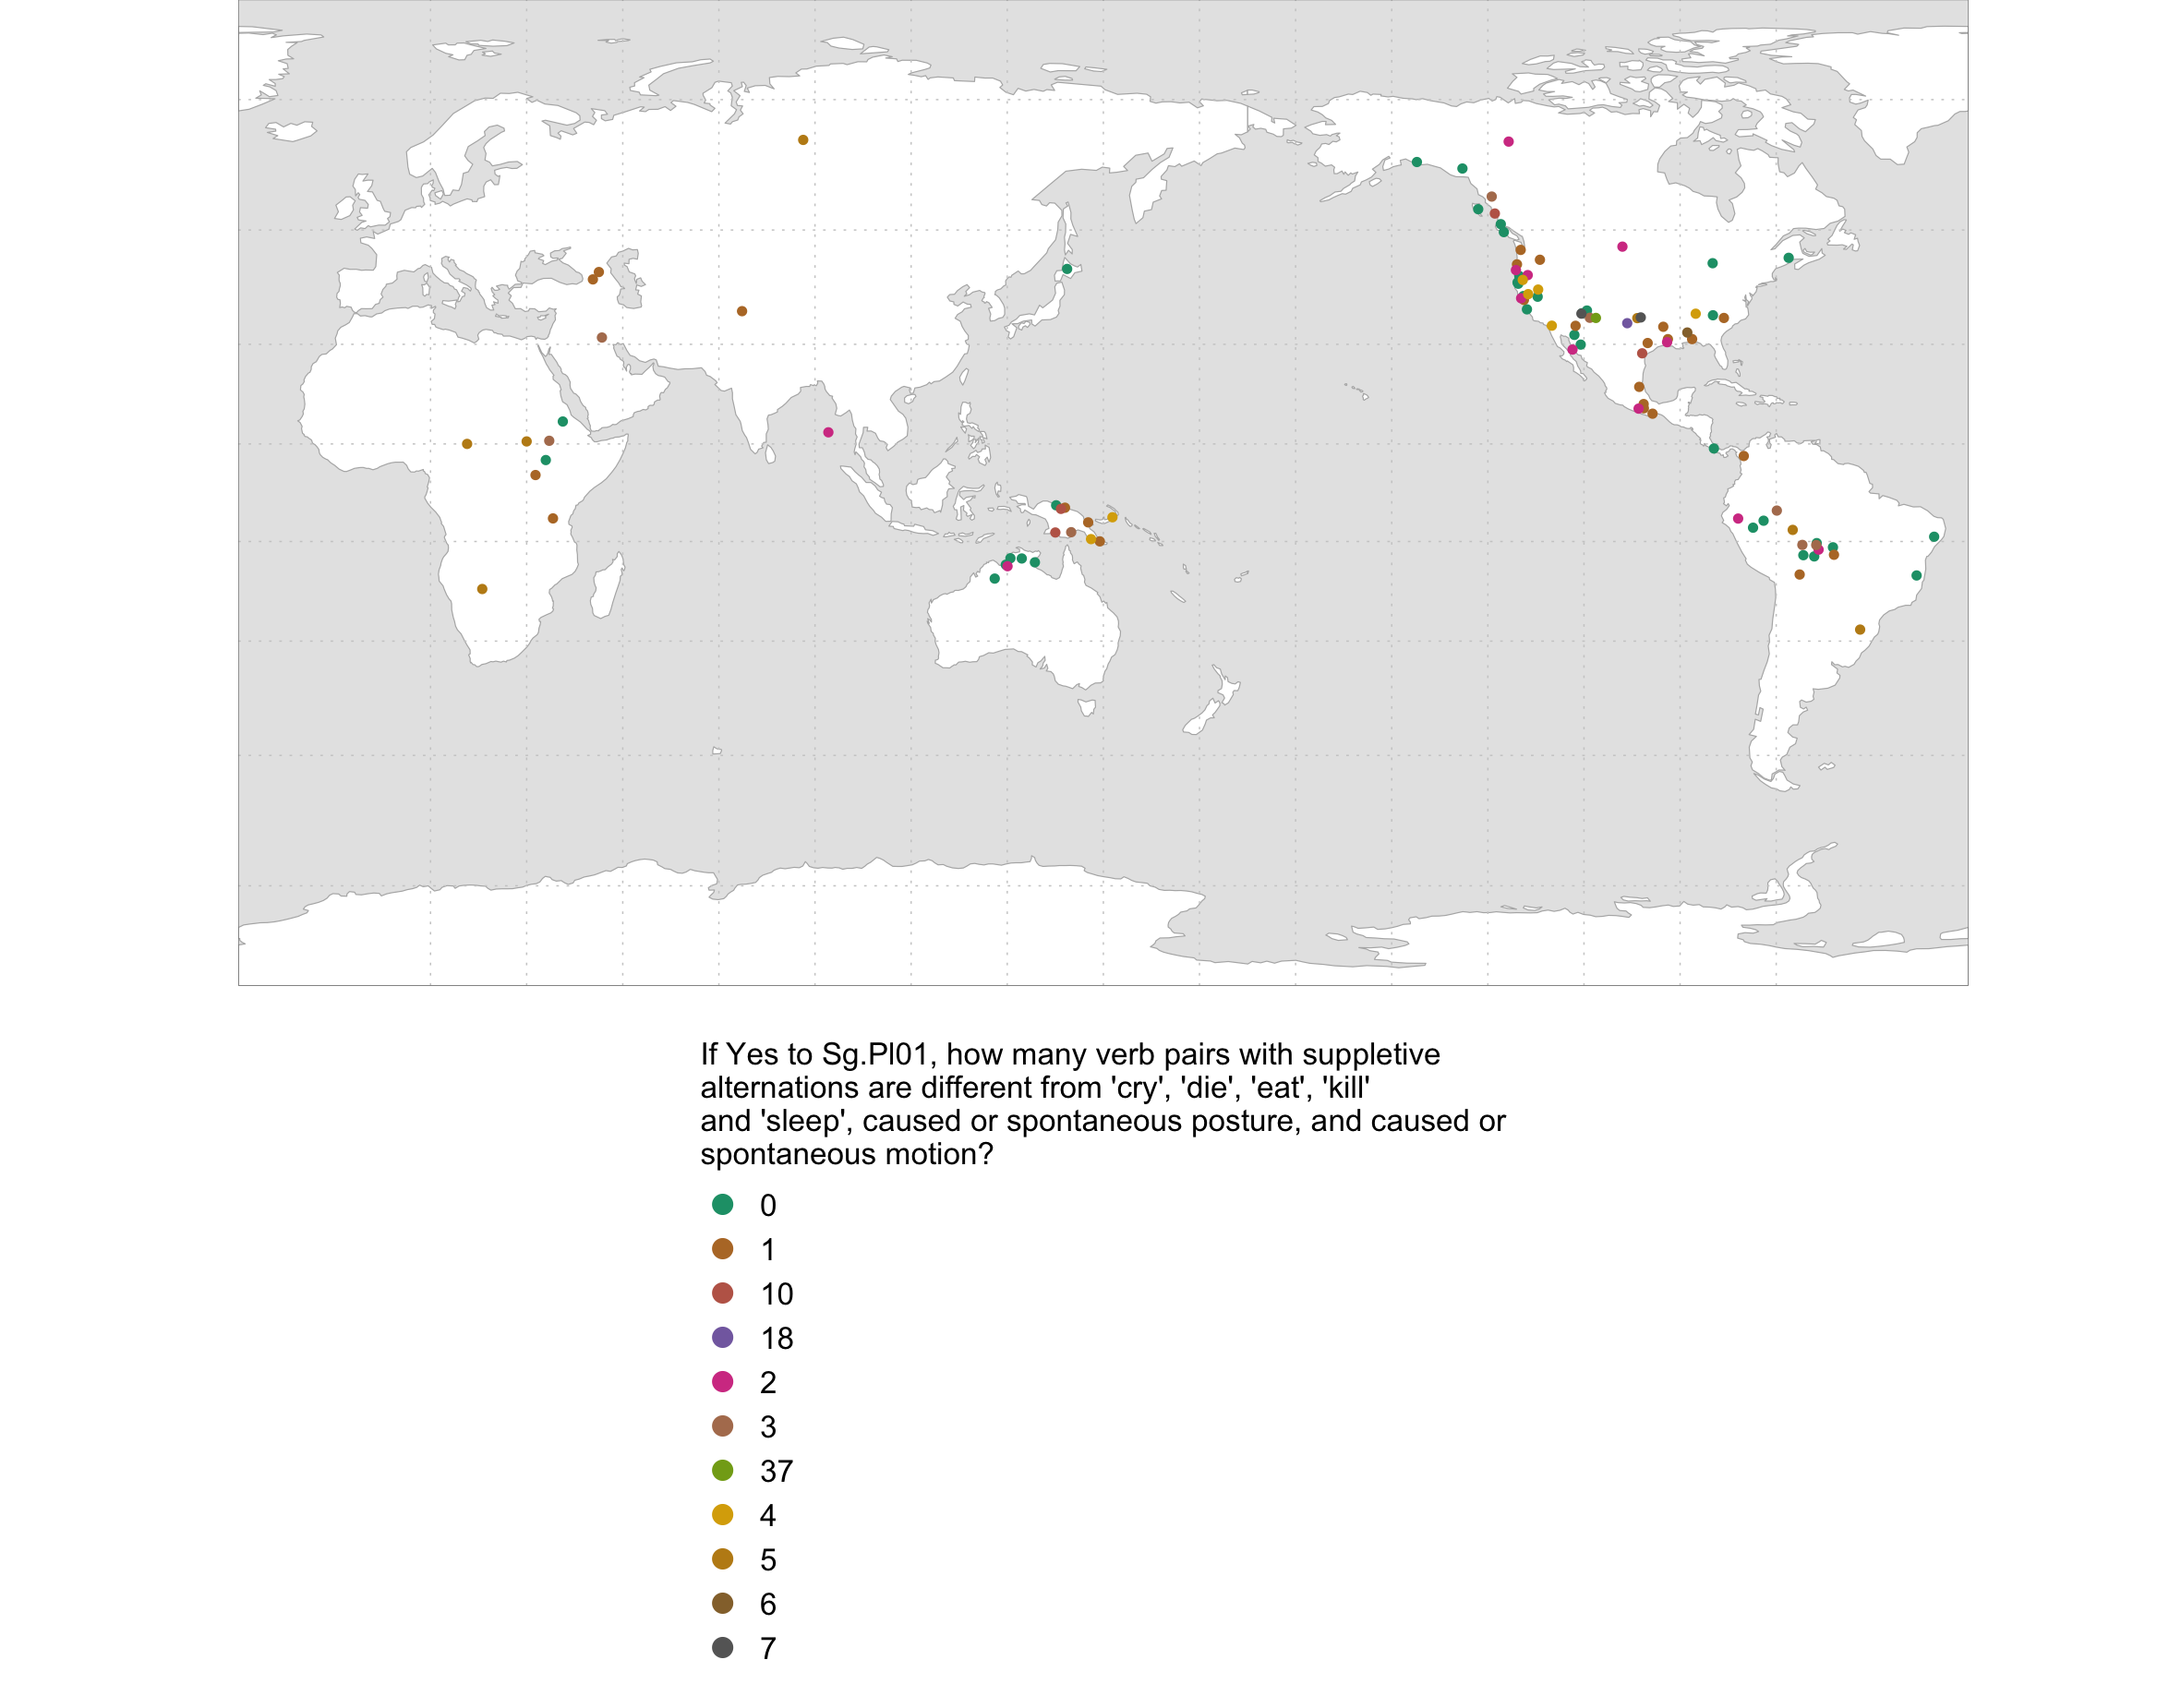 If Yes to Sg.Pl01, how many verb pairs with suppletive
alternations are different from 'cry', 'die', 'eat', 'kill'
and 'sleep', caused or spontaneous posture, and caused or
spontaneous motion?
0
1
10
18
2
3
37
4
5
6
7